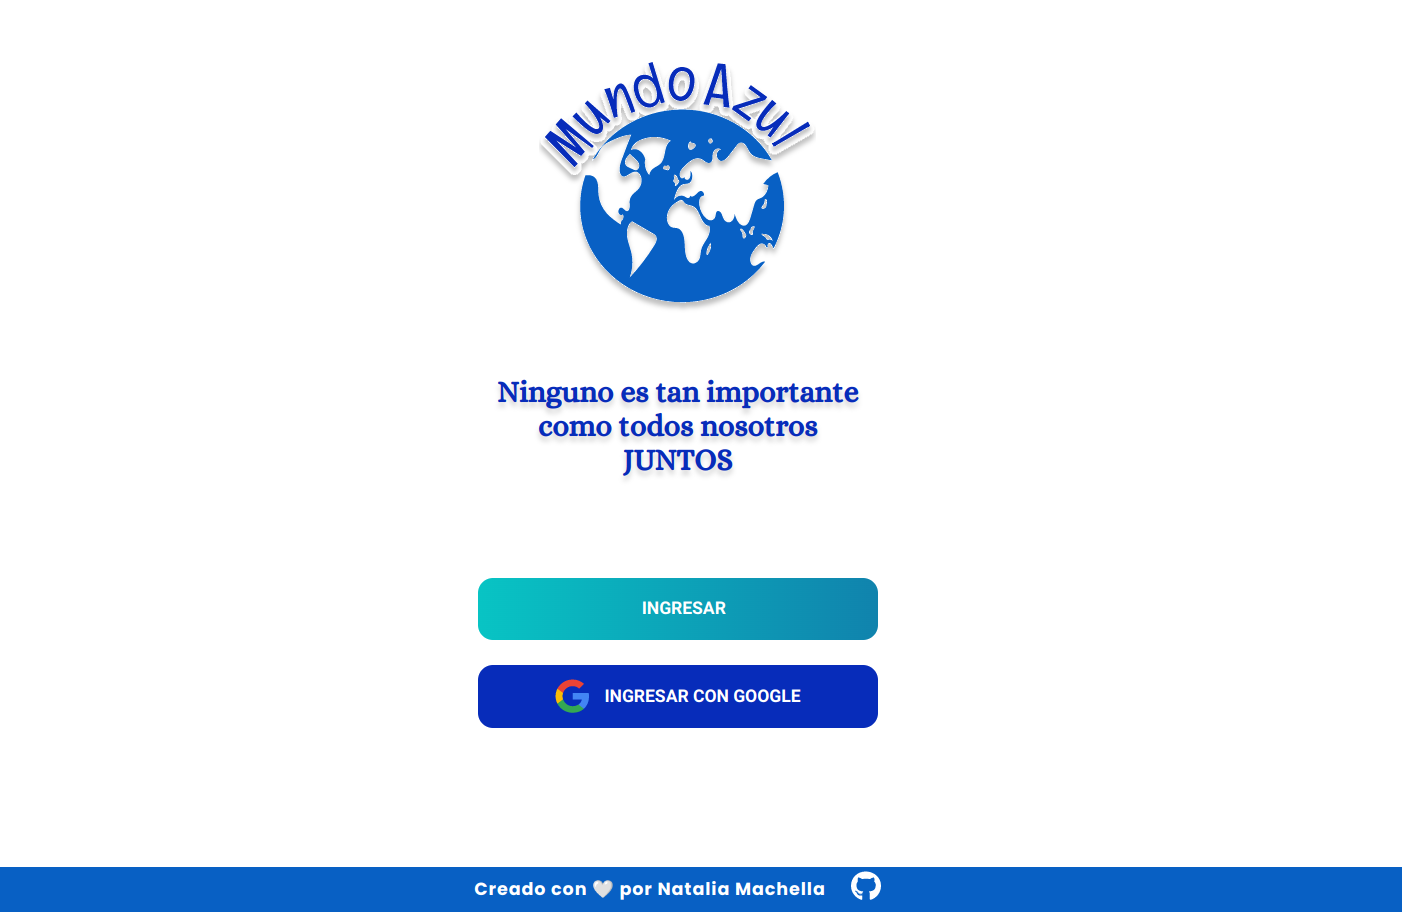 Mundo Azul
Ninguno es tan importante
como todos nosotros
JUNTOS
INGRESAR
INGRESAR CON GOOGLE
Creado con 🤍 por Natalia Machella